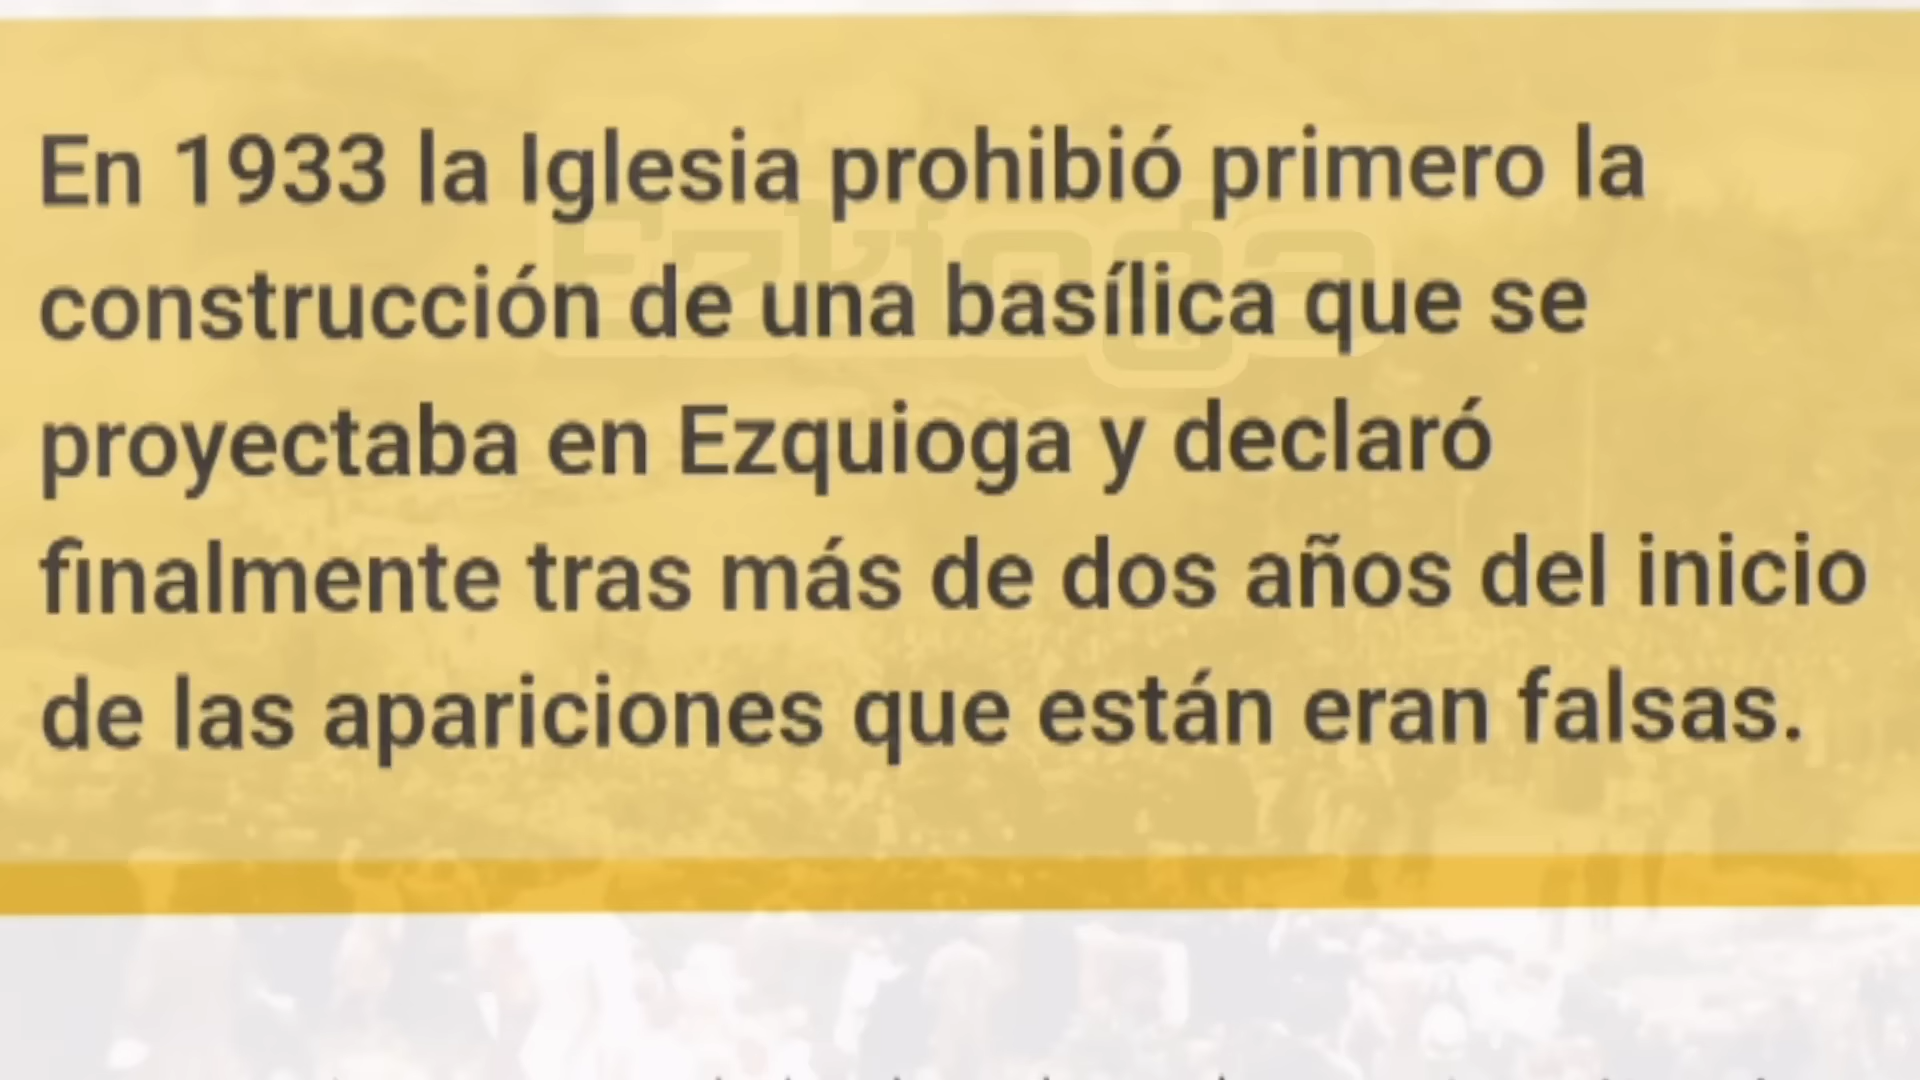 En 1933 la Iglesia prohibió primero la
construcción de una basílica que se
proyectaba en Ezquioga y declaró
finalmente tras más de dos años del inicio
de las apariciones que están eran falsas.
Ezkioga